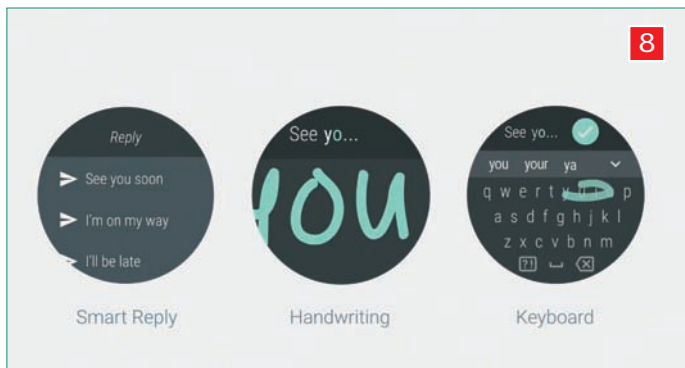 8
Reply
See you soon
I'm on my way
I'll be late
Smart Reply
See yo...
you
Handwriting
See yo...
you your ya
q w e r t y u i o p
a s d f g h j k l
z x c v b n m
?!
Keyboard